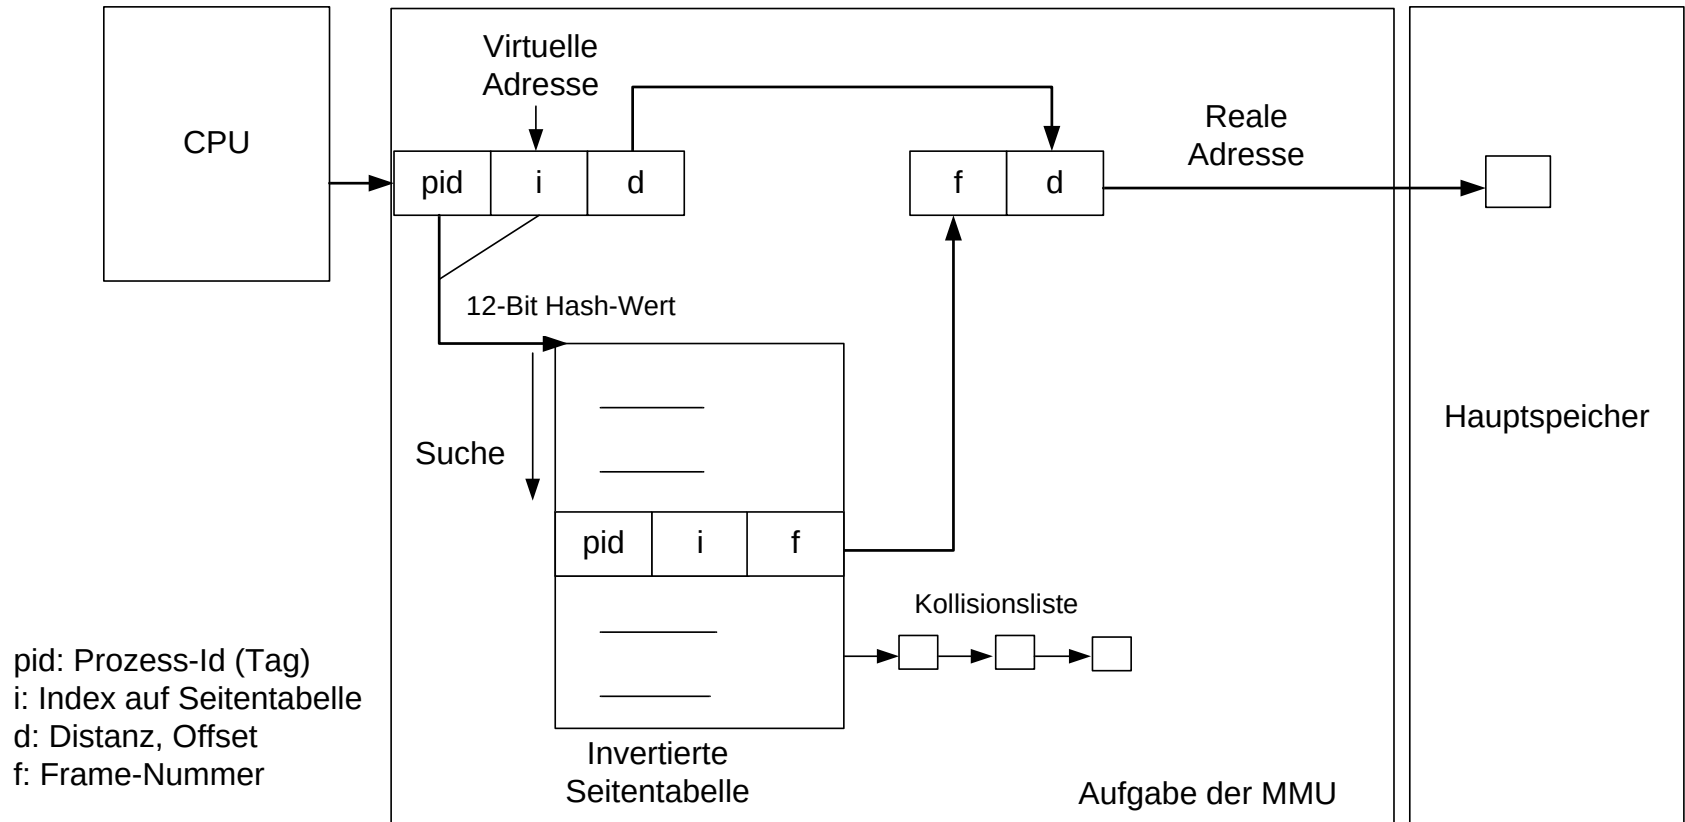 CPU
Virtuelle
Adresse
pid
i
d
f
d
Reale
Adresse
12-Bit Hash-Wert
Suche
pid
i
f
Kollisionsliste
Hauptspeicher
pid: Prozess-Id (Tag)
i: Index auf Seitentabelle
d: Distanz, Offset
f: Frame-Nummer
Invertierte
Seitentabelle
Aufgabe der MMU